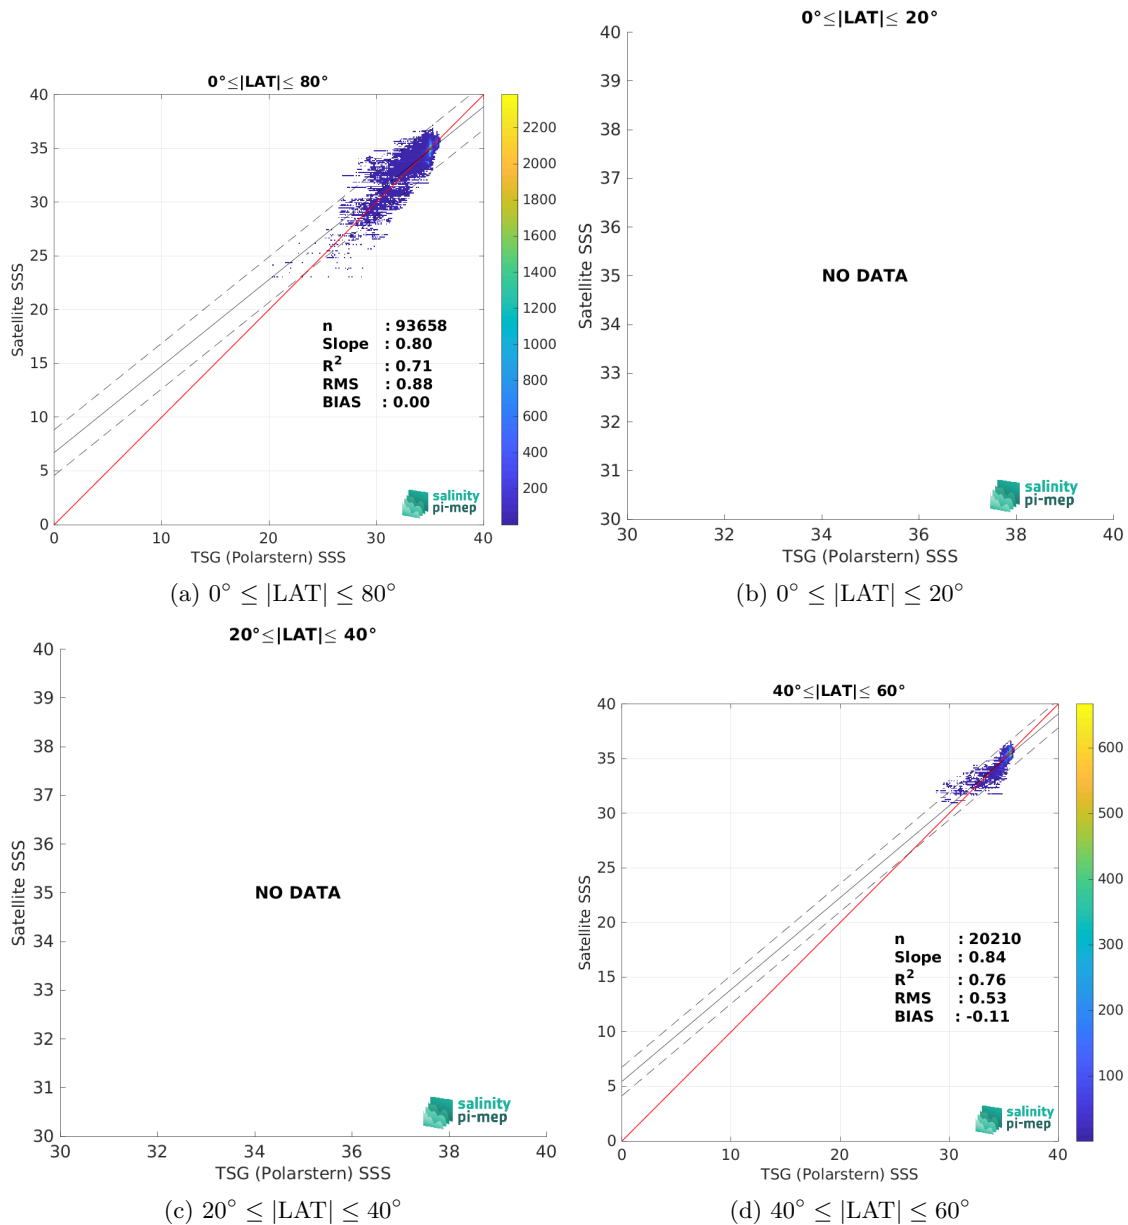 0°≤|LAT|≤ 80°
40
35
30
25
20
15
10
5
0
Satellite SSS
0
10
20
30
40
TSG (Polarstern) SSS
n : 93658
Slope : 0.80
R² : 0.71
RMS : 0.88
BIAS : 0.00
salinity
pi-mep
2200
2000
1800
1600
1400
1200
1000
800
600
400
200
(a) 0° ≤ |LAT| ≤ 80°
0°≤|LAT|≤ 20°
40
39
38
37
36
35
34
33
32
31
30
Satellite SSS
NO DATA
salinity
pi-mep
30
32
34
36
38
40
TSG (Polarstern) SSS
(b) 0° ≤ |LAT| ≤ 20°
20°≤|LAT|≤ 40°
40
39
38
37
36
35
34
33
32
31
30
Satellite SSS
NO DATA
salinity
pi-mep
30
32
34
36
38
40
TSG (Polarstern) SSS
(c) 20° ≤ |LAT| ≤ 40°
40°≤|LAT|≤ 60°
40
35
30
25
20
15
10
5
0
Satellite SSS
n : 20210
Slope : 0.84
R² : 0.76
RMS : 0.53
BIAS : -0.11
salinity
pi-mep
0
10
20
30
40
TSG (Polarstern) SSS
600
500
400
300
200
100
(d) 40° ≤ |LAT| ≤ 60°